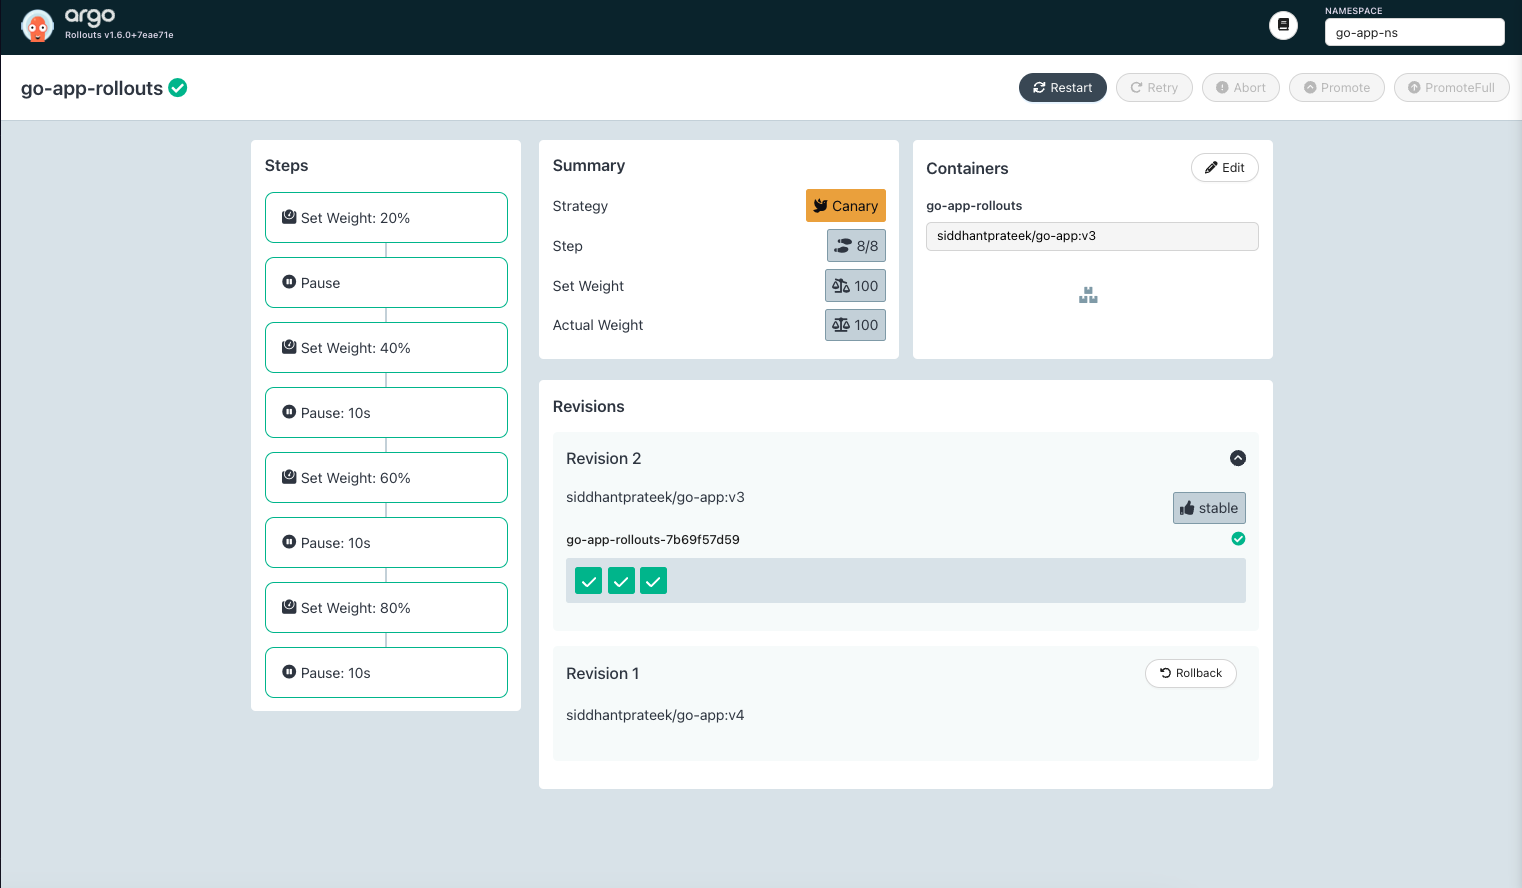 argo
Rollouts v1.6.0+7eae71e
NAMESPACE
go-app-ns
go-app-rollouts
Restart
Retry
Abort
Promote
PromoteFull
Steps
Set Weight: 20%
Pause
Set Weight: 40%
Pause: 10s
Set Weight: 60%
Pause: 10s
Set Weight: 80%
Pause: 10s
Summary
Strategy
Canary
Step
8/8
Set Weight
100
Actual Weight
100
Containers
Edit
go-app-rollouts
siddhantprateek/go-app:v3
Revisions
Revision 2
siddhantprateek/go-app:v3
stable
go-app-rollouts-7b69f57d59
Revision 1
Rollback
siddhantprateek/go-app:v4